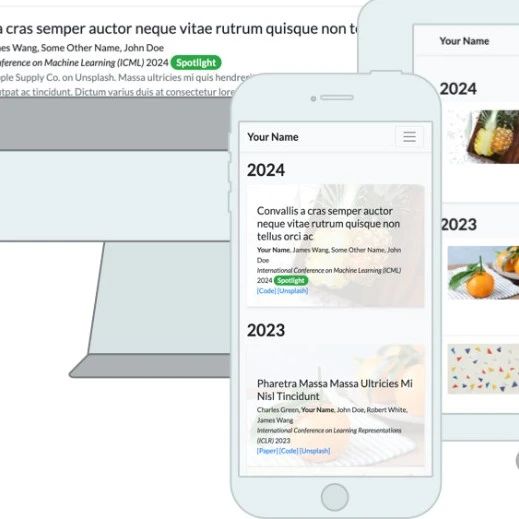 a cras semper auctor neque vitae rutrum quisque non
es Wang, Some Other Name, John Doe
ference on Machine Learning (ICML) 2024 Spotlight
ple Supply Co. on Unsplash. Massa ultricies mi quis
tpat ac tincidunt. Dictum varius duis at consectetur
Your Name
2024
Convallis a cras semper auctor
neque vitae rutrum quisque non
tellus orci ac
Your Name, James Wang, Some Other Name, John
Doe
International Conference on Machine Learning (ICML)
2024 Spotlight
[Code][Unsplash]
2023
Pharetra Massa Massa Ultricies Mi
Nisl Tincidunt
Charles Green, Your Name, John Doe, Robert White,
James Wang
International Conference on Learning Representations
(ICLR) 2023
[Paper][Code][Unsplash]
Your Name
2024
2023